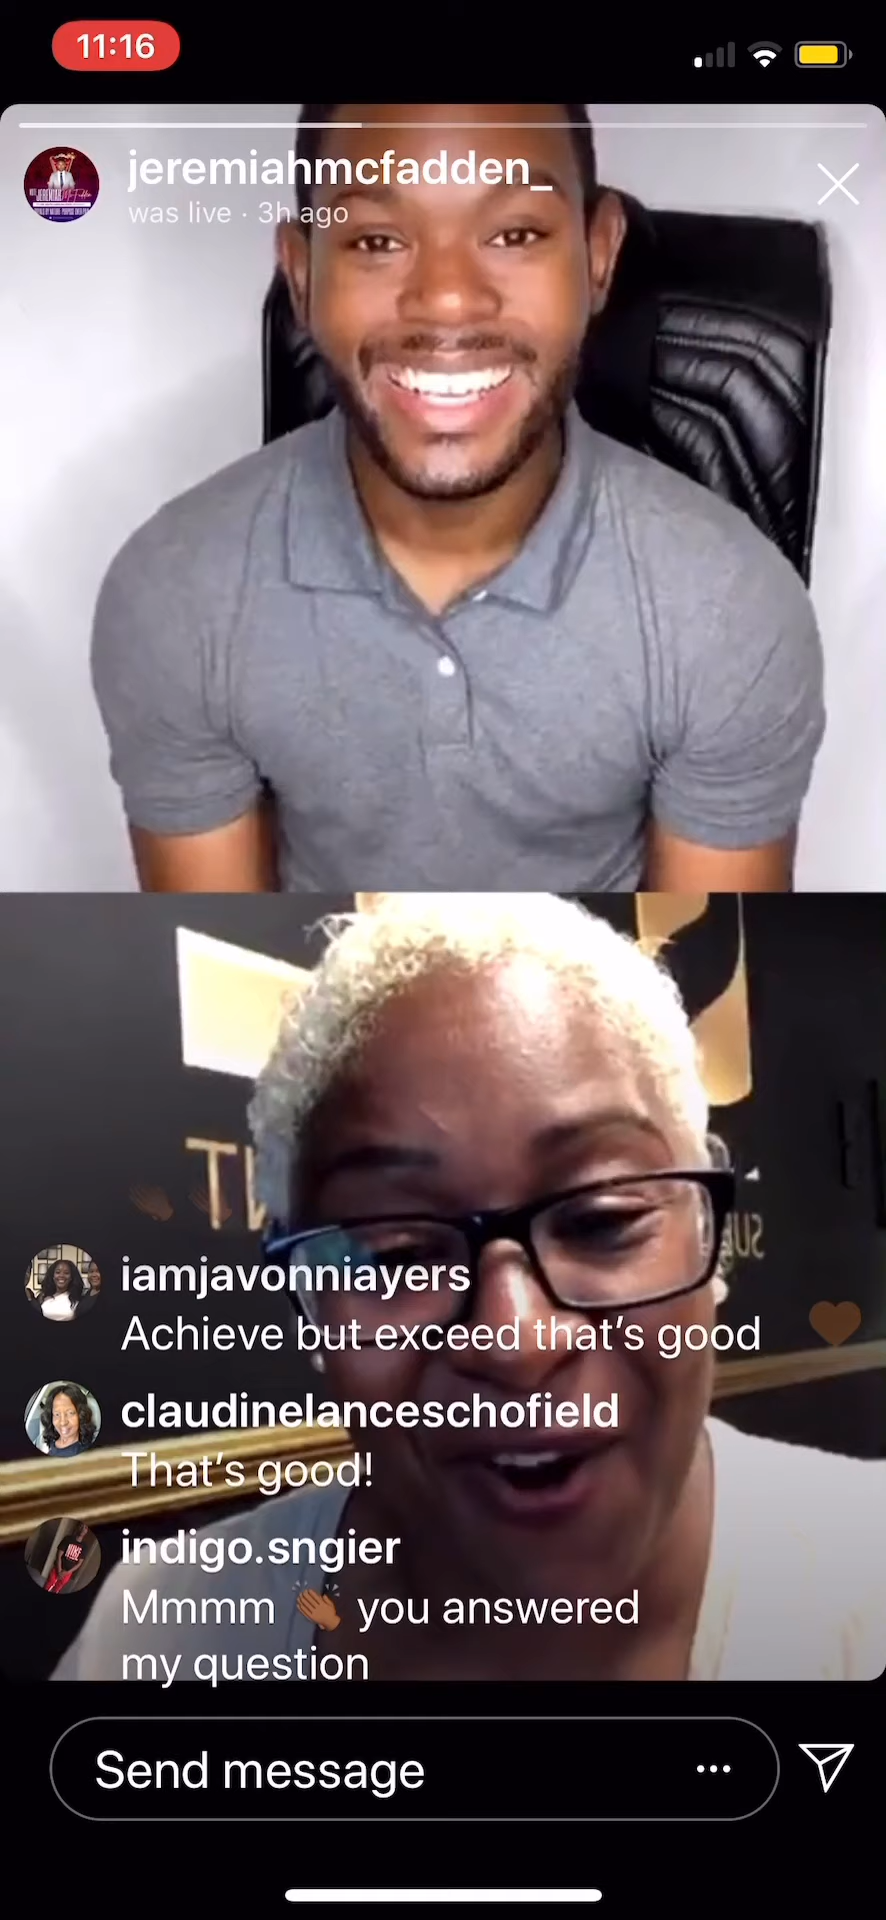 11:16
jeremiahmcfadden_
was live · 3h ago
iamjavonniayers
Achieve but exceed that's good
claudinelanceschofield
That's good!
indigo.sngier
Mmmm 👏🏾 you answered
my question
Send message